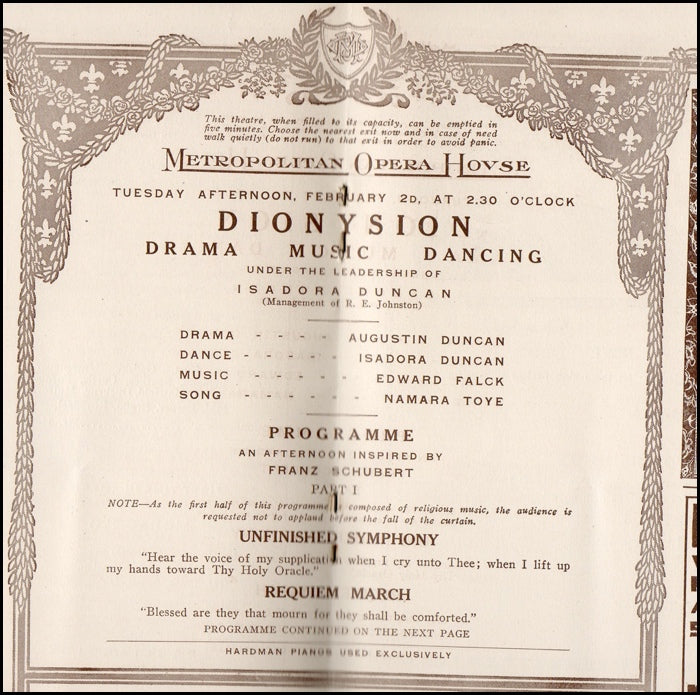 This theatre, when filled to its capacity, can be emptied in
five minutes. Choose the nearest exit now and in case of need
walk quietly (do not run) to that exit in order to avoid panic.
METROPOLITAN OPERA HOVSE
TUESDAY AFTERNOON, FEBRUARY 2D, AT 2.30 O'CLOCK
DIONYSION
DRAMA MUSIC DANCING
UNDER THE LEADERSHIP OF
ISADORA DUNCAN
(Management of R. E. Johnston)
DRAMA - - - - AUGUSTIN DUNCAN
DANCE - - - - - ISADORA DUNCAN
MUSIC - - - - - EDWARD FALCK
SONG - - - - - - NAMARA TOYE
PROGRAMME
AN AFTERNOON INSPIRED BY
FRANZ SCHUBERT
PART I
NOTE—As the first half of this programme is composed of religious music, the audience is
requested not to applaud before the fall of the curtain.
UNFINISHED SYMPHONY
"Hear the voice of my supplication when I cry unto Thee; when I lift up
my hands toward Thy Holy Oracle."
REQUIEM MARCH
"Blessed are they that mourn for they shall be comforted."
PROGRAMME CONTINUED ON THE NEXT PAGE
HARDMAN PIANOS USED EXCLUSIVELY